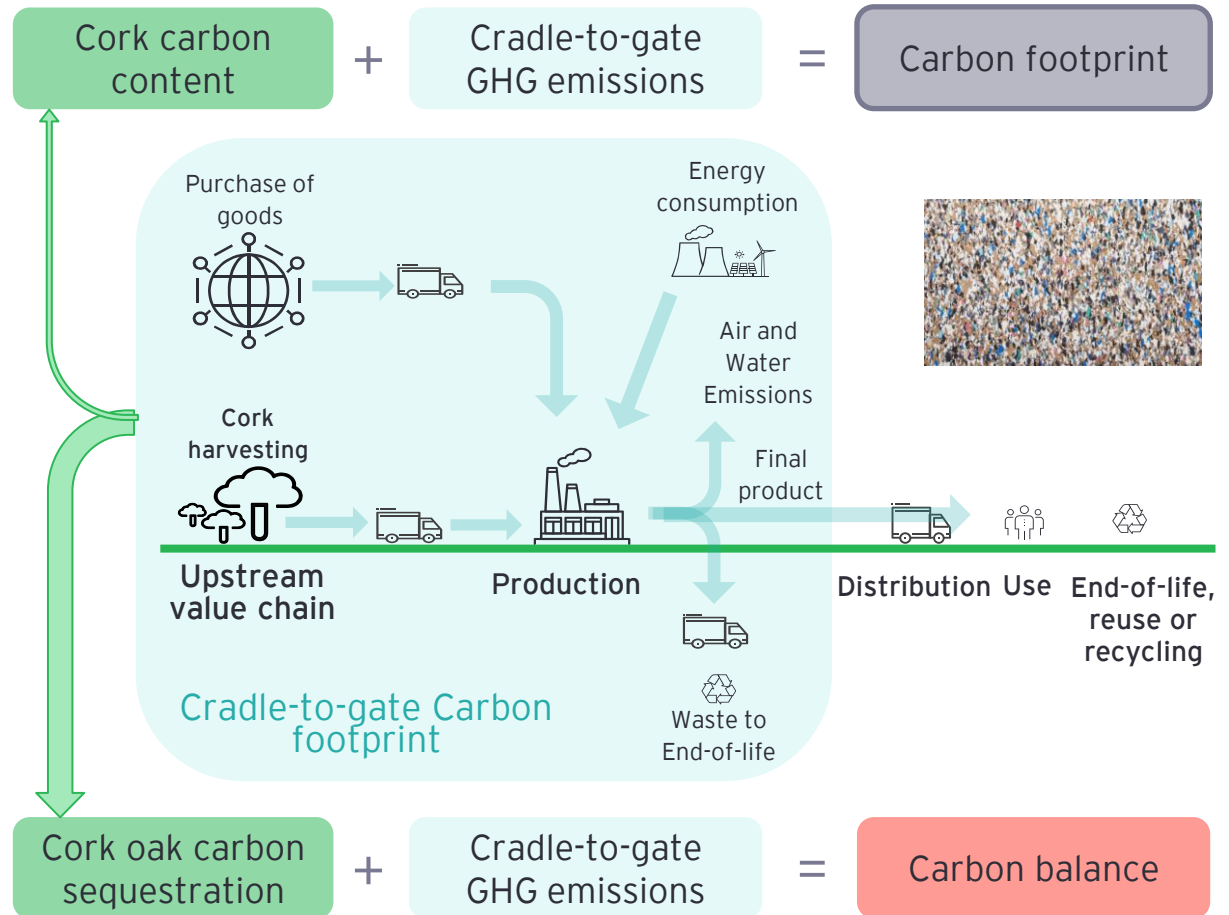 Cork carbon
content
+
Cradle-to-gate
GHG emissions
=
Carbon footprint
Purchase of
goods
Energy
consumption
Air and
Water
Emissions
Cork
harvesting
Final
product
Upstream
value chain
Production
Distribution
Use
End-of-life,
reuse or
recycling
Cradle-to-gate Carbon
footprint
Waste to
End-of-life
Cork oak carbon
sequestration
+
Cradle-to-gate
GHG emissions
=
Carbon balance